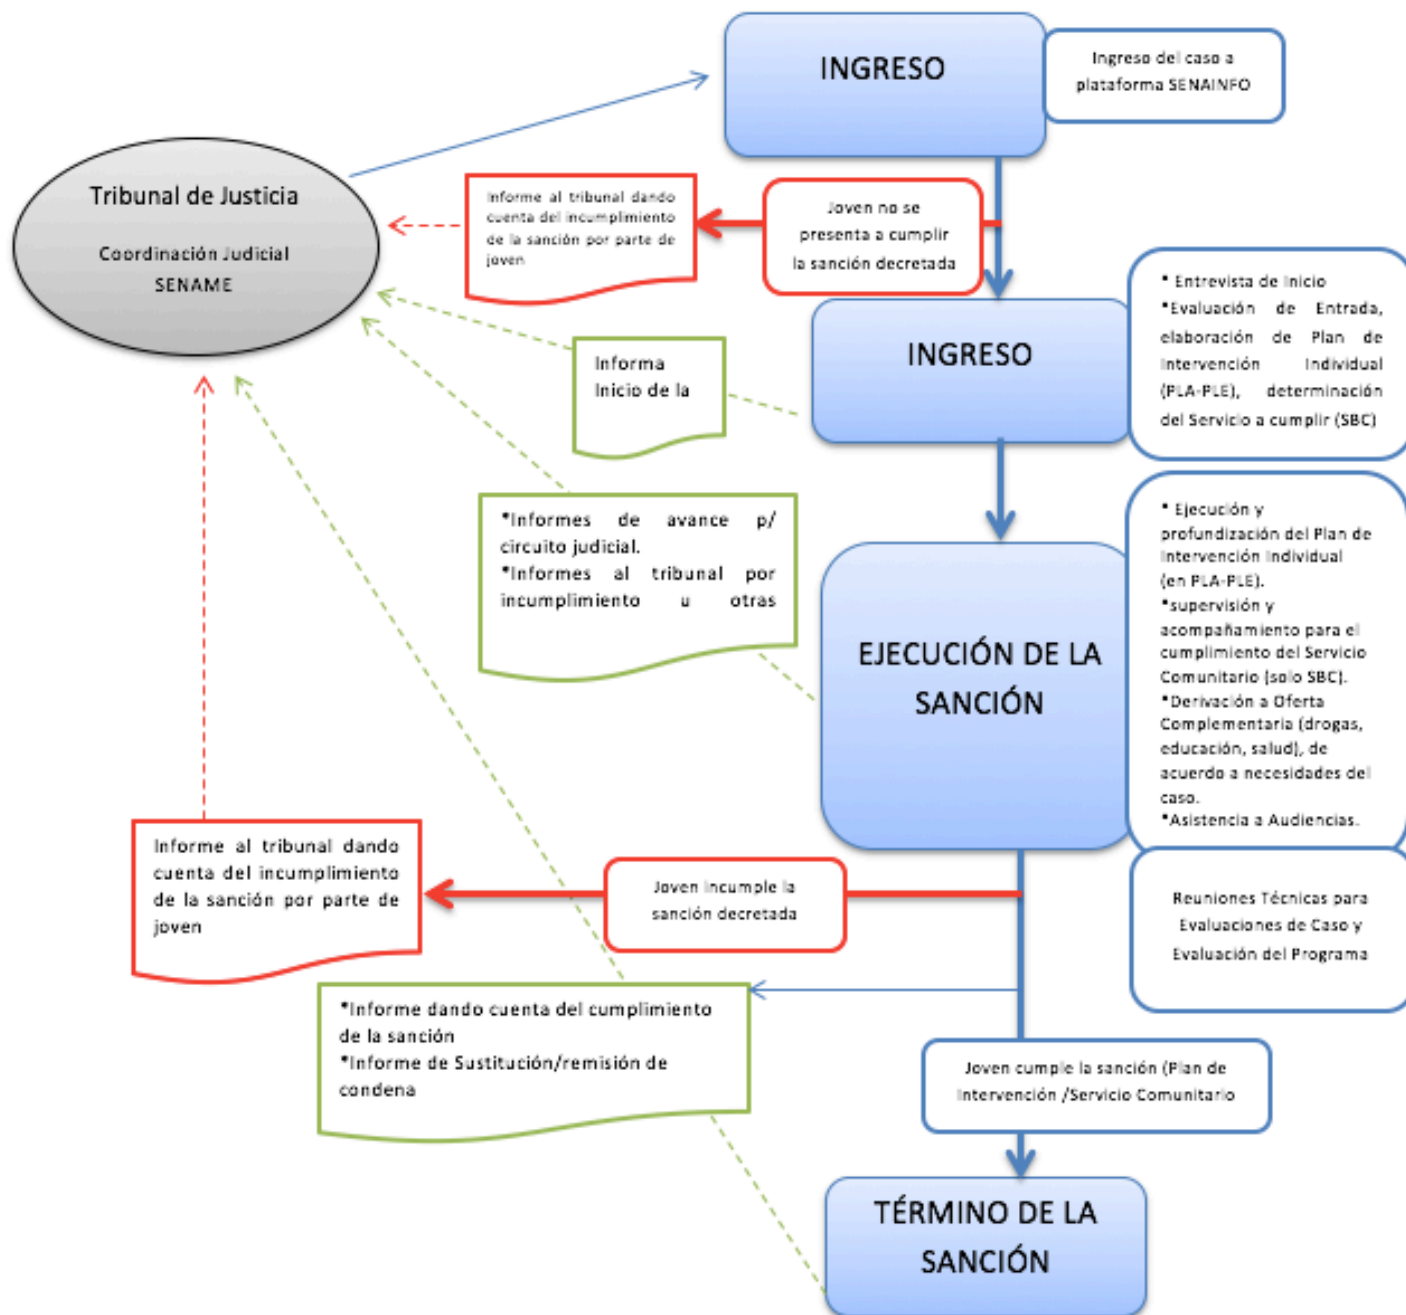 INGRESO
Ingreso del caso a
plataforma SENAINFO
Tribunal de Justicia
Coordinación Judicial
SENAME
Informe al tribunal dando
cuenta del incumplimiento
de la sanción por parte de
joven
Joven no se
presenta a cumplir
la sanción decretada
INGRESO
* Entrevista de Inicio
*Evaluación de Entrada,
elaboración de Plan de
Intervención Individual
(PLA-PLE), determinación
del Servicio a cumplir (SBC)
Informa
Inicio de la
*Informes de avance p/
circuito judicial.
*Informes al tribunal por
incumplimiento u otras
EJECUCIÓN DE LA
SANCIÓN
* Ejecución y
profundización del Plan de
Intervención Individual
(en PLA-PLE).
*supervisión y
acompañamiento para el
cumplimiento del Servicio
Comunitario (solo SBC).
*Derivación a Oferta
Complementaria (drogas,
educación, salud), de
acuerdo a necesidades del
caso.
*Asistencia a Audiencias.
Informe al tribunal dando
cuenta del incumplimiento
de la sanción por parte de
joven
Joven incumple la
sanción decretada
Reuniones Técnicas para
Evaluaciones de Caso y
Evaluación del Programa
*Informe dando cuenta del cumplimiento
de la sanción
*Informe de Sustitución/remisión de
condena
Joven cumple la sanción (Plan de
Intervención /Servicio Comunitario
TÉRMINO DE LA
SANCIÓN